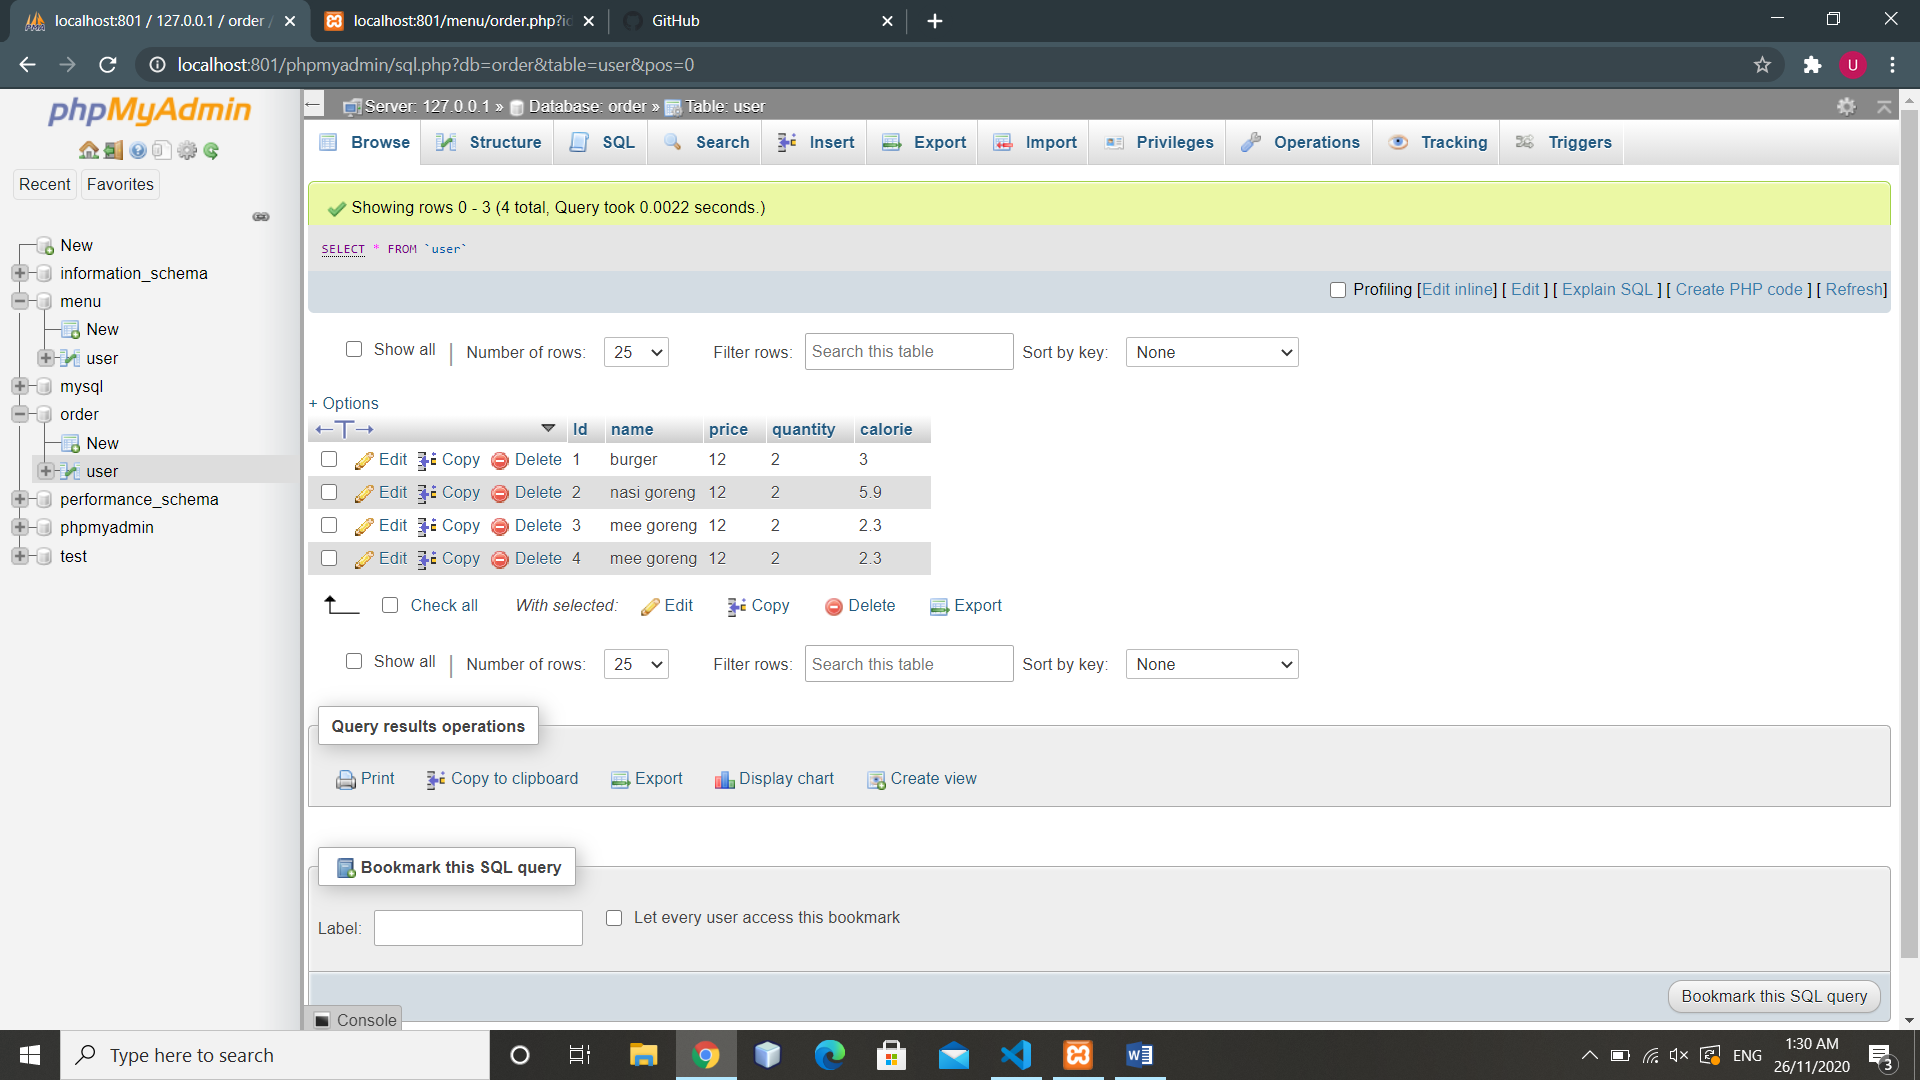 localhost:801 / 127.0.0.1 / order /
localhost:801/menu/order.php?id
GitHub
localhost:801/phpmyadmin/sql.php?db=order&table=user&pos=0
U
phpMyAdmin
Recent
Favorites
New
information_schema
menu
New
user
mysql
order
New
user
performance_schema
phpmyadmin
test
Server: 127.0.0.1 » Database: order » Table: user
Browse
Structure
SQL
Search
Insert
Export
Import
Privileges
Operations
Tracking
Triggers
Showing rows 0 - 3 (4 total, Query took 0.0022 seconds.)
SELECT * FROM `user`
Profiling [Edit inline] [ Edit ] [ Explain SQL ] [ Create PHP code ] [ Refresh]
Show all | Number of rows: 25 Filter rows: Search this table Sort by key: None
+ Options
Id name price quantity calorie
Edit Copy Delete 1 burger 12 2 3
Edit Copy Delete 2 nasi goreng 12 2 5.9
Edit Copy Delete 3 mee goreng 12 2 2.3
Edit Copy Delete 4 mee goreng 12 2 2.3
Check all With selected: Edit Copy Delete Export
Show all | Number of rows: 25 Filter rows: Search this table Sort by key: None
Query results operations
Print Copy to clipboard Export Display chart Create view
Bookmark this SQL query
Label: Let every user access this bookmark
Bookmark this SQL query
Console
Type here to search
ENG
1:30 AM
26/11/2020
3